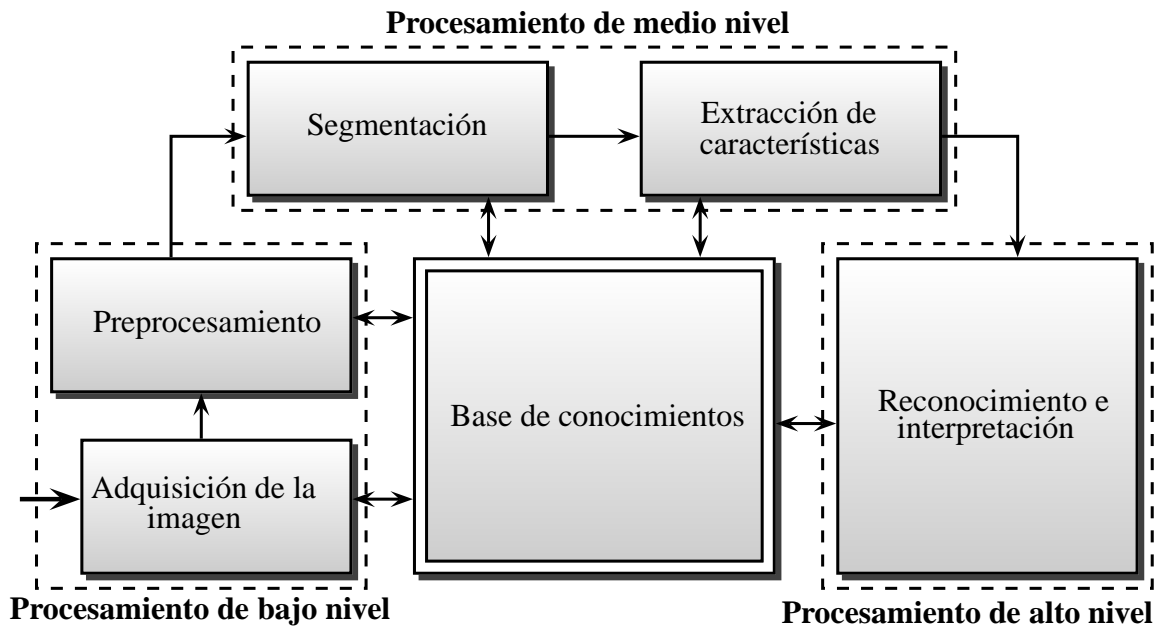 Procesamiento de medio nivel
Segmentación
Extracción de
características
Preprocesamiento
Base de conocimientos
Reconocimiento e
interpretación
Adquisición de la
imagen
Procesamiento de bajo nivel
Procesamiento de alto nivel